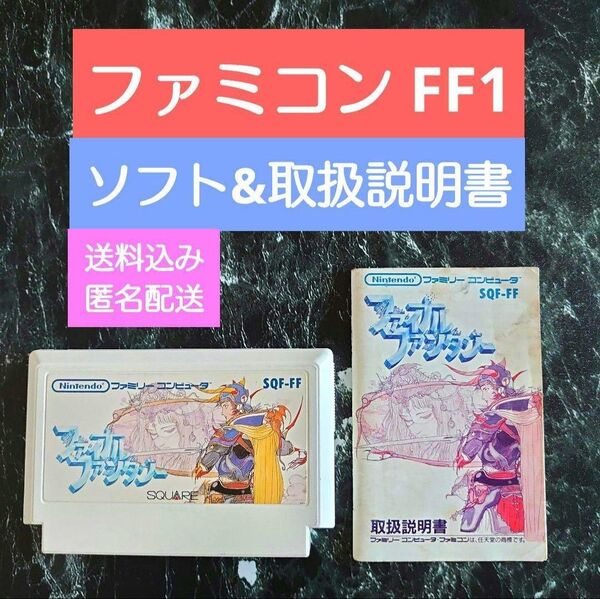 ファミコン FF1
ソフト&取扱説明書
送料込み
匿名配送
Nintendo® ファミリー コンピュータ™
SQF-FF
ファイナル
ファンタジー
SQUARE
Nintendo® ファミリー コンピュータ™
SQF-FF
ファイナル
ファンタジー
取扱説明書
ファミリー コンピュータ・ファミコンは、任天堂の商標です。